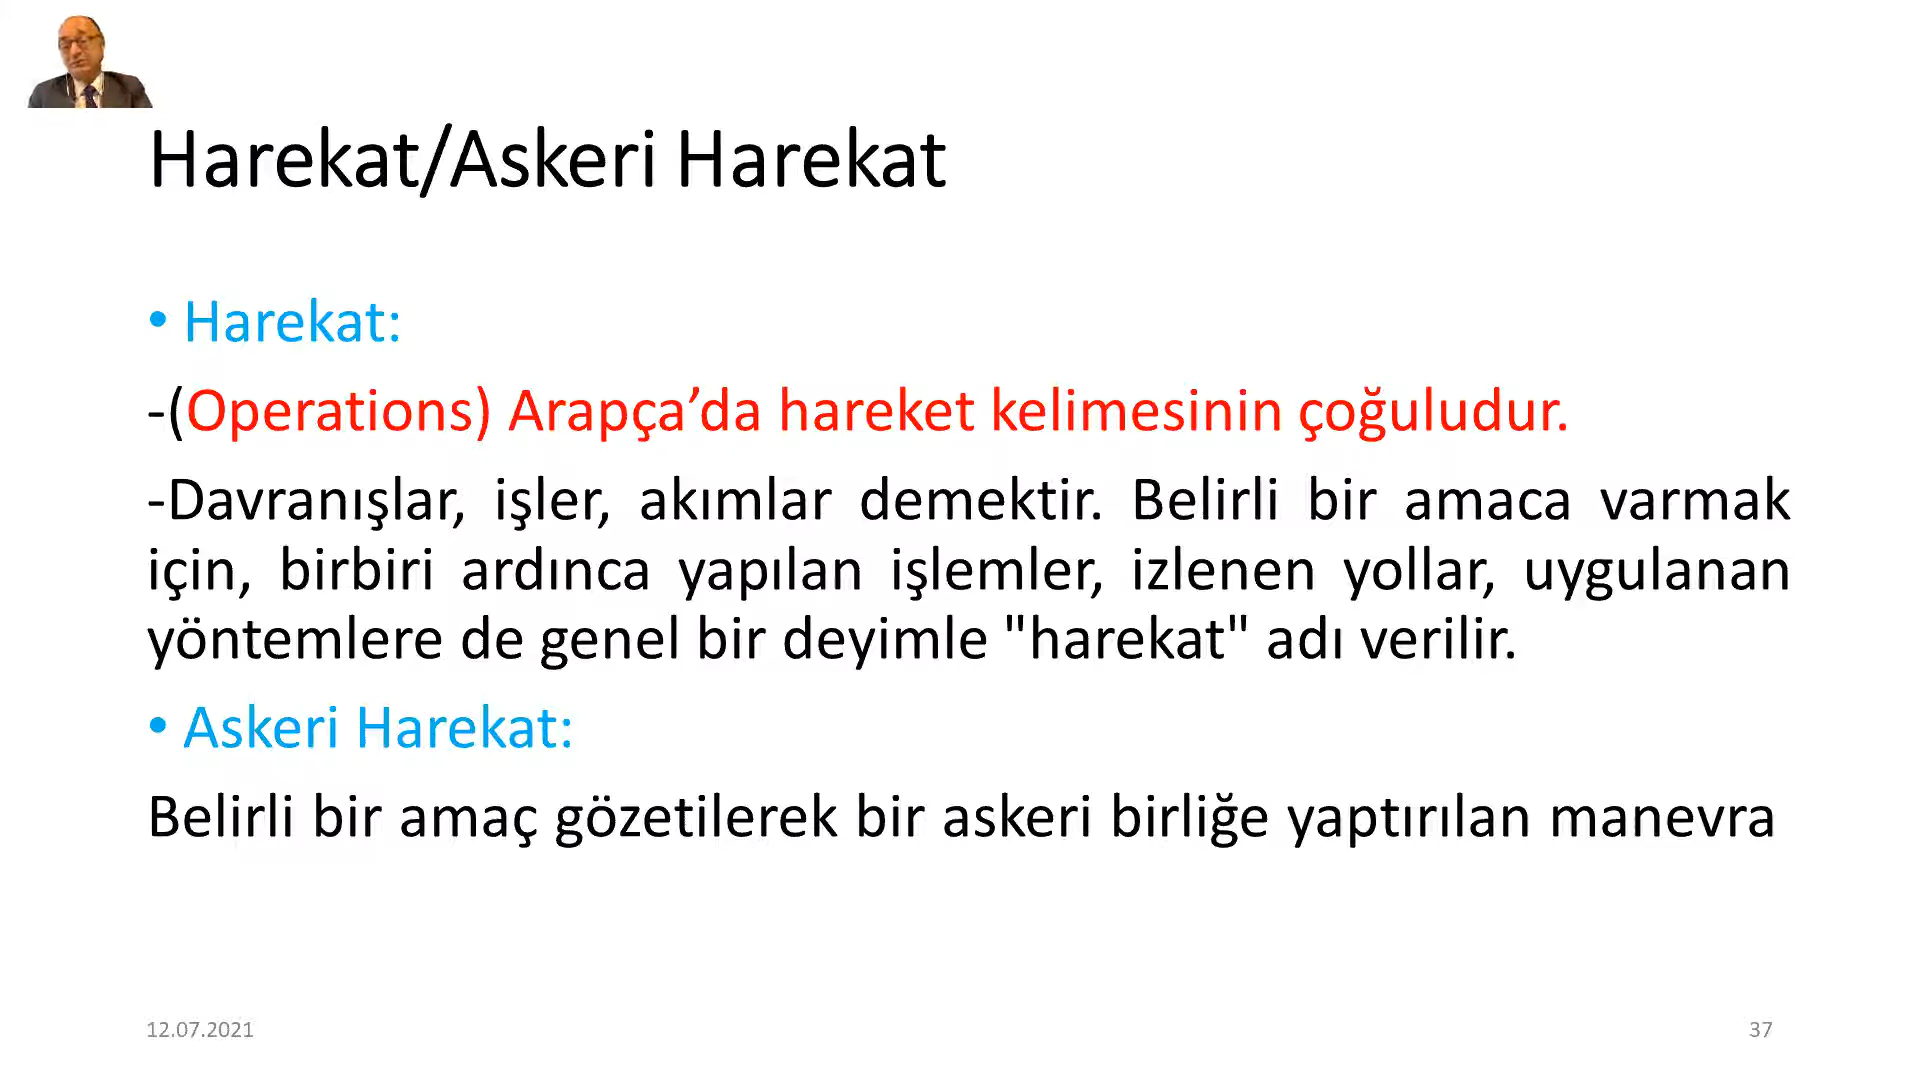 Harekat/Askeri Harekat
• Harekat:
-(Operations) Arapça’da hareket kelimesinin çoğuludur.
-Davranışlar, işler, akımlar demektir. Belirli bir amaca varmak
için, birbiri ardınca yapılan işlemler, izlenen yollar, uygulanan
yöntemlere de genel bir deyimle "harekat" adı verilir.
• Askeri Harekat:
Belirli bir amaç gözetilerek bir askeri birliğe yaptırılan manevra
12.07.2021
37